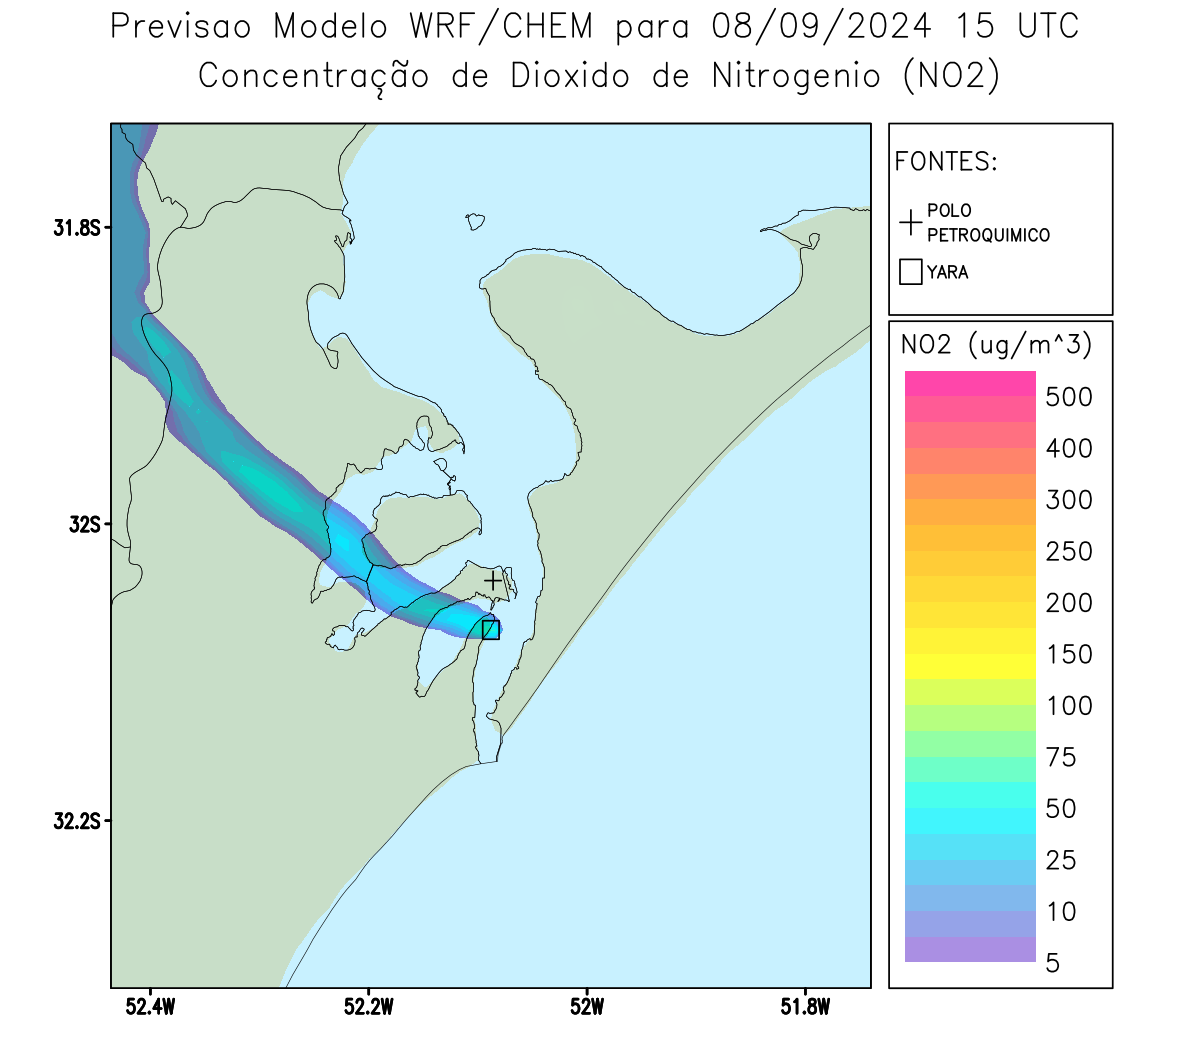 Previsao Modelo WRF/CHEM para 08/09/2024 15 UTC
Concentração de Dioxido de Nitrogenio (NO2)
FONTES:
POLO
PETROQUIMICO
YARA
NO2 (ug/m^3)
500
400
300
250
200
150
100
75
50
25
10
5
31.8S
32S
32.2S
52.4W
52.2W
52W
51.8W